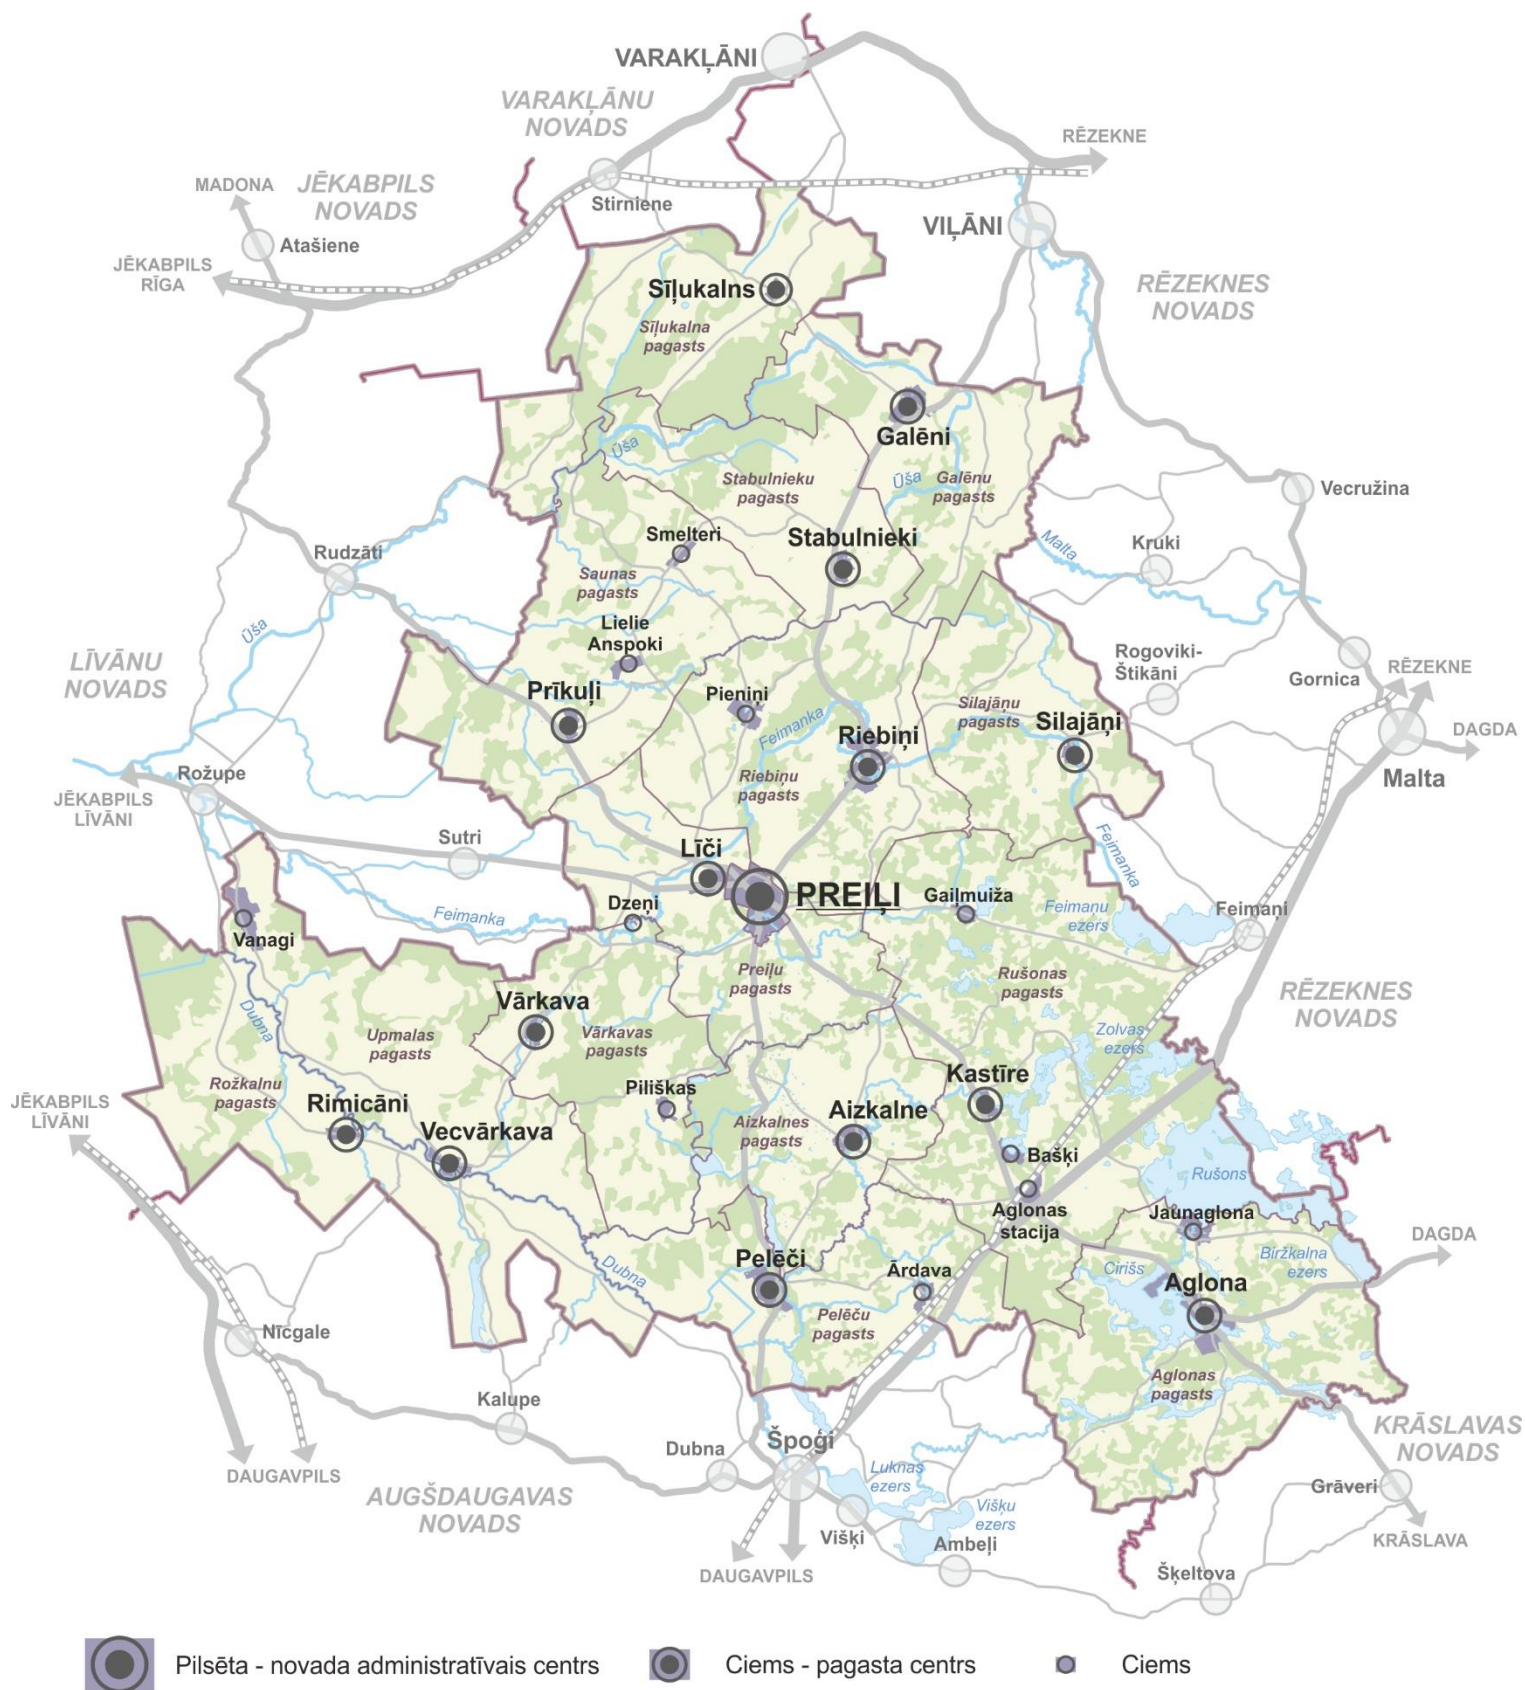 VARAKĻĀNI
VARAKĻĀNU
NOVADS
RĒZEKNE
MADONA
JĒKABPILS
NOVADS
Stirniene
VIĻĀNI
Atašiene
JĒKABPILS
RĪGA
Sīļukalns
RĒZEKNES
NOVADS
Sīļukalna
pagasts
Galēni
Ūša
Stabulnieku
pagasts
Ūša
Galēnu
pagasts
Vecružina
Smelteri
Stabulnieki
Rudzāti
Malta
Kruki
Saunas
pagasts
Lielie
Anspoki
Ūša
LĪVĀNU
NOVADS
Rogoviki-
Štikāni
Gornica
RĒZEKNE
Prīkuļi
Pieniņi
Feimanka
Silajāņu
pagasts
Silajāņi
Riebiņi
DAGDA
Malta
Rožupe
JĒKABPILS
LĪVĀNI
Riebiņu
pagasts
Sutri
Līči
Feimanka
PREIĻI
Gaiļmuiža
Dzeņi
Feimanka
Feimaņu
ezers
Feimaņi
Vanagi
Preiļu
pagasts
Rušonas
pagasts
RĒZEKNES
NOVADS
Vārkava
Dubna
Upmalas
pagasts
Vārkavas
pagasts
Zolvas
ezers
Rožkalnu
pagasts
Kastīre
Piliškas
JĒKABPILS
LĪVĀNI
Rimicāni
Vecvārkava
Aizkalnes
pagasts
Aizkalne
Bašķi
Rušons
Aglonas
stacija
Jaunaglona
DAGDA
Pelēči
Dubna
Ārdava
Cirišs
Biržkalna
ezers
Aglona
Pelēču
pagasts
Nīcgale
Aglonas
pagasts
Kalupe
KRĀSLAVAS
NOVADS
Dubna
Špoģi
DAUGAVPILS
Luknas
ezers
Grāveri
AUGŠDAUGAVAS
NOVADS
Višķu
ezers
Višķi
Ambeļi
KRĀSLAVA
DAUGAVPILS
Šķeltova
Pilsēta - novada administratīvais centrs
Ciems - pagasta centrs
Ciems